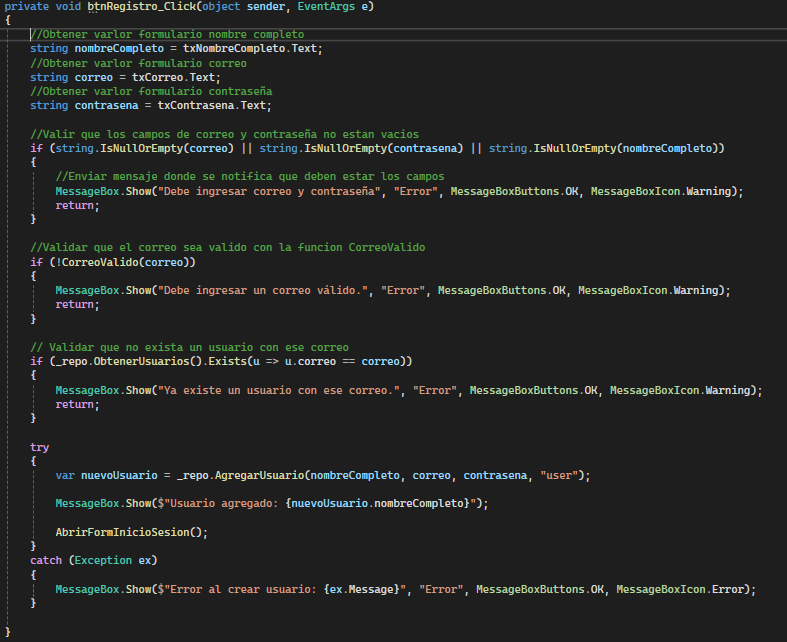 private void btnRegistro_Click(object sender, EventArgs e)
{
//Obtener varlor formulario nombre completo
string nombreCompleto = txNombreCompleto.Text;
//Obtener varlor formulario correo
string correo = txCorreo.Text;
//Obtener varlor formulario contraseña
string contrasena = txContrasena.Text;
//Valir que los campos de correo y contraseña no estan vacios
if (string.IsNullOrEmpty(correo) || string.IsNullOrEmpty(contrasena) || string.IsNullOrEmpty(nombreCompleto))
{
//Enviar mensaje donde se notifica que deben estar los campos
MessageBox.Show("Debe ingresar correo y contraseña", "Error", MessageBoxButtons.OK, MessageBoxIcon.Warning);
return;
}
//Validar que el correo sea valido con la funcion CorreoValido
if (!CorreoValido(correo))
{
MessageBox.Show("Debe ingresar un correo válido.", "Error", MessageBoxButtons.OK, MessageBoxIcon.Warning);
return;
}
// Validar que no exista un usuario con ese correo
if (_repo.ObtenerUsuarios().Exists(u => u.correo == correo))
{
MessageBox.Show("Ya existe un usuario con ese correo.", "Error", MessageBoxButtons.OK, MessageBoxIcon.Warning);
return;
}
try
{
var nuevoUsuario = _repo.AgregarUsuario(nombreCompleto, correo, contrasena, "user");
MessageBox.Show($"Usuario agregado: {nuevoUsuario.nombreCompleto}");
AbrirFormInicioSesion();
}
catch (Exception ex)
{
MessageBox.Show($"Error al crear usuario: {ex.Message}", "Error", MessageBoxButtons.OK, MessageBoxIcon.Error);
}
}